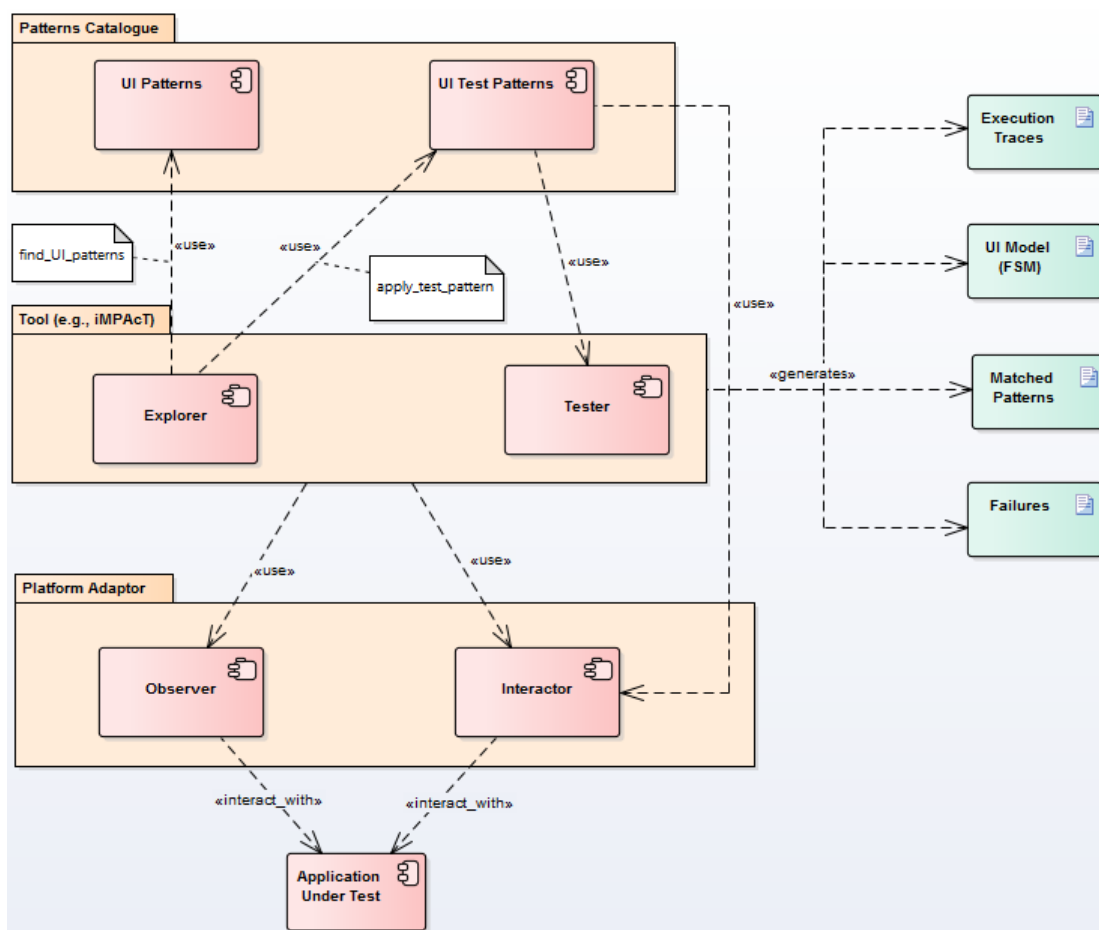 Patterns Catalogue
UI Patterns
UI Test Patterns
Execution
Traces
find_UI_patterns
«use»
«use»
apply_test_pattern
«use»
«use»
UI Model
(FSM)
Tool (e.g., iMPAcT)
Explorer
Tester
«generates»
Matched
Patterns
Failures
«use»
«use»
Platform Adaptor
Observer
Interactor
«interact_with»
«interact_with»
Application
Under Test